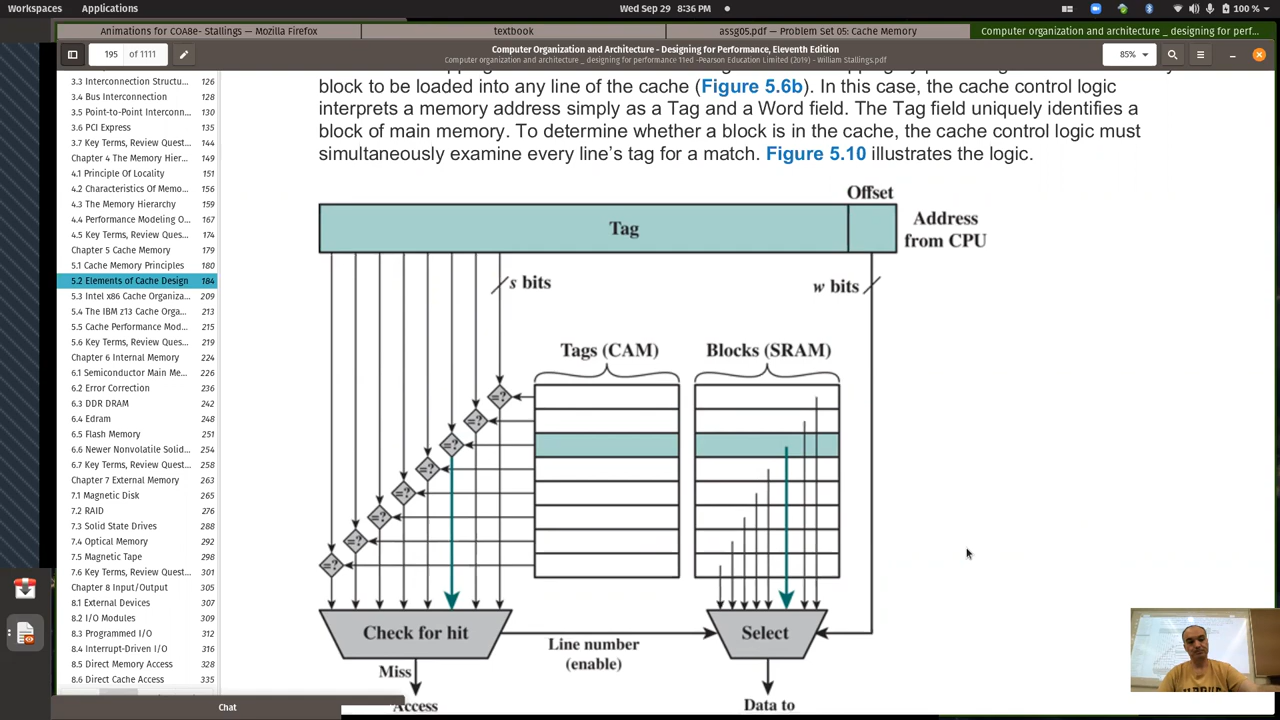 Workspaces
Applications
Wed Sep 29 8:36 PM
100 %
Animations for COA8e- Stallings — Mozilla Firefox
textbook
assg05.pdf — Problem Set 05: Cache Memory
Computer organization and architecture _ designing for perf...
195 of 1111
Computer Organization and Architecture - Designing for Performance, Eleventh Edition
Computer organization and architecture _ designing for performance 11ed -Pearson Education Limited (2019) - William Stallings.pdf
85%
3.3 Interconnection Structu... 126
3.4 Bus Interconnection 128
3.5 Point-to-Point Interconn... 130
3.6 PCI Express 135
3.7 Key Terms, Review Quest... 144
Chapter 4 The Memory Hier... 149
4.1 Principle Of Locality 151
4.2 Characteristics Of Memo... 156
4.3 The Memory Hierarchy 159
4.4 Performance Modeling O... 167
4.5 Key Terms, Review Ques... 174
Chapter 5 Cache Memory 179
5.1 Cache Memory Principles 180
5.2 Elements of Cache Design 184
5.3 Intel x86 Cache Organiza... 209
5.4 The IBM z13 Cache Orga... 213
5.5 Cache Performance Mod... 215
5.6 Key Terms, Review Ques... 219
Chapter 6 Internal Memory 224
6.1 Semiconductor Main Me... 226
6.2 Error Correction 236
6.3 DDR DRAM 242
6.4 Edram 248
6.5 Flash Memory 251
6.6 Newer Nonvolatile Solid... 254
6.7 Key Terms, Review Quest... 258
Chapter 7 External Memory 263
7.1 Magnetic Disk 265
7.2 RAID 276
7.3 Solid State Drives 288
7.4 Optical Memory 292
7.5 Magnetic Tape 298
7.6 Key Terms, Review Quest... 301
Chapter 8 Input/Output 305
8.1 External Devices 307
8.2 I/O Modules 309
8.3 Programmed I/O 312
8.4 Interrupt-Driven I/O 316
8.5 Direct Memory Access 328
8.6 Direct Cache Access 335
block to be loaded into any line of the cache (Figure 5.6b). In this case, the cache control logic
interprets a memory address simply as a Tag and a Word field. The Tag field uniquely identifies a
block of main memory. To determine whether a block is in the cache, the cache control logic must
simultaneously examine every line's tag for a match. Figure 5.10 illustrates the logic.
Offset
Tag
Address
from CPU
s bits
w bits
Tags (CAM)
Blocks (SRAM)
=?
=?
=?
=?
=?
=?
=?
=?
Check for hit
Line number
(enable)
Select
Miss
Access
Data to
Chat